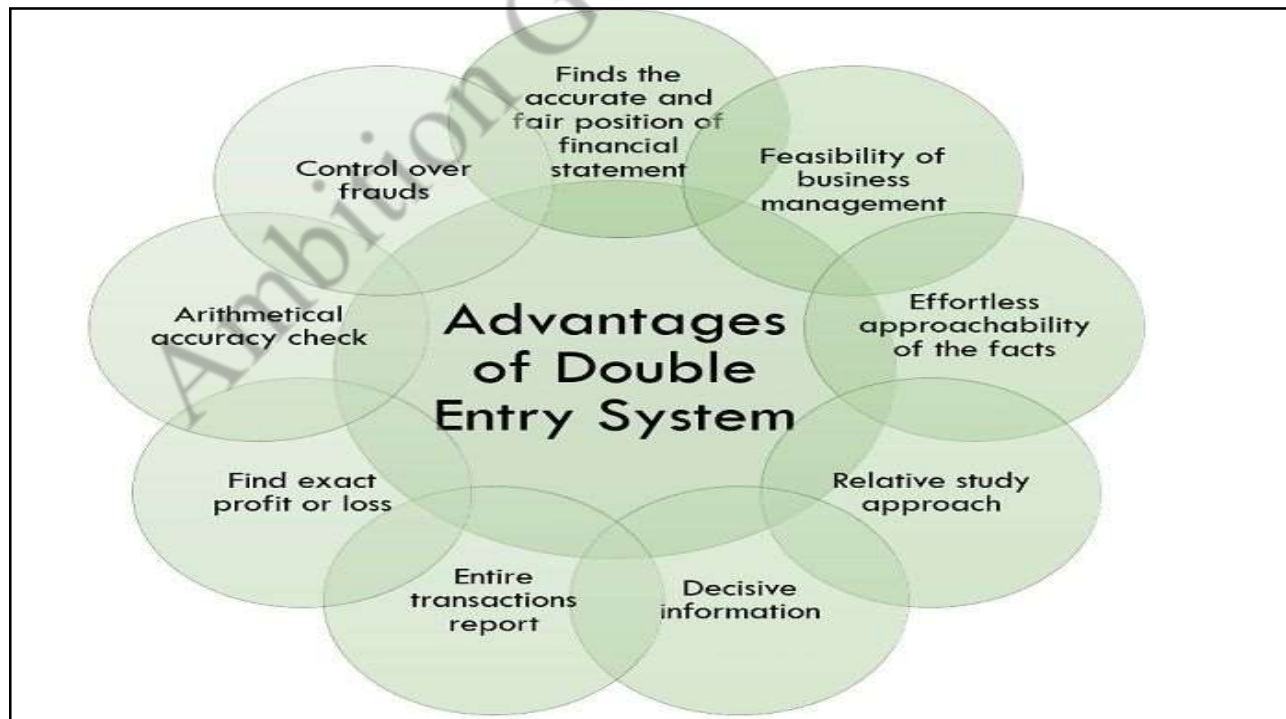 Advantages
of Double
Entry System
Finds the
accurate and
fair position of
financial
statement
Feasibility of
business
management
Effortless
approachability
of the facts
Relative study
approach
Decisive
information
Entire
transactions
report
Find exact
profit or loss
Arithmetical
accuracy check
Control over
frauds
Ambition G